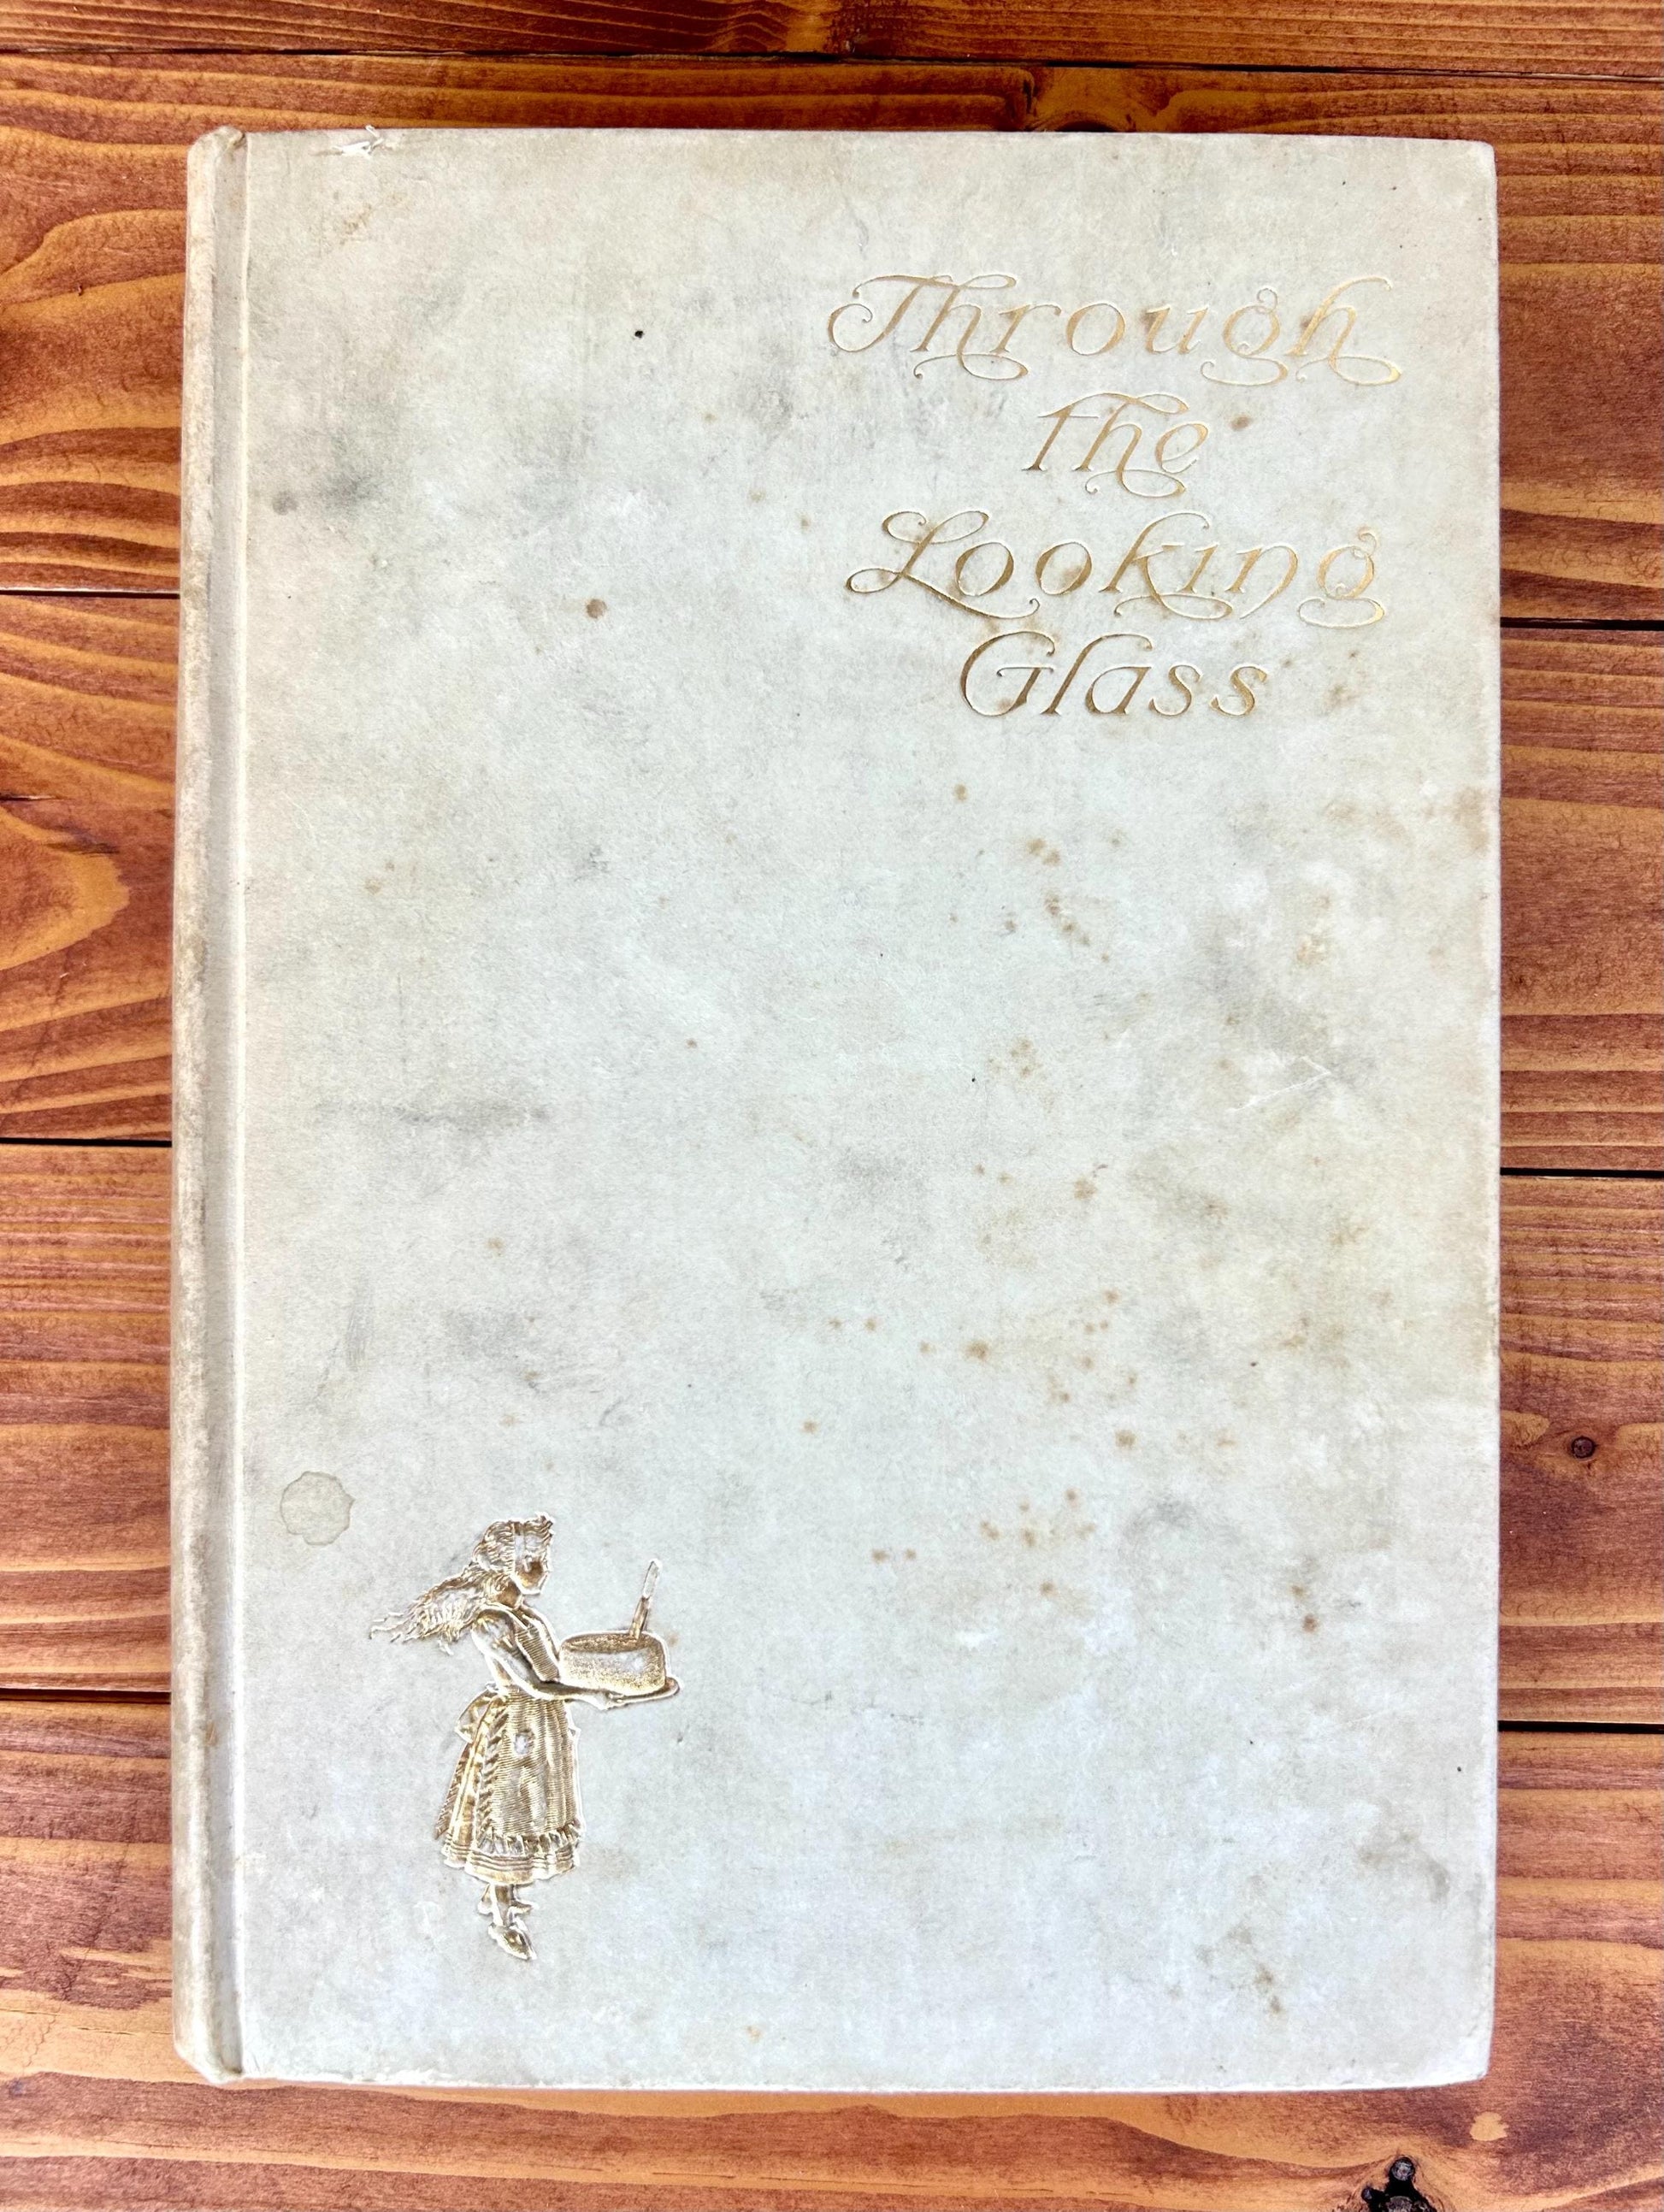 Through
the
Looking
Glass